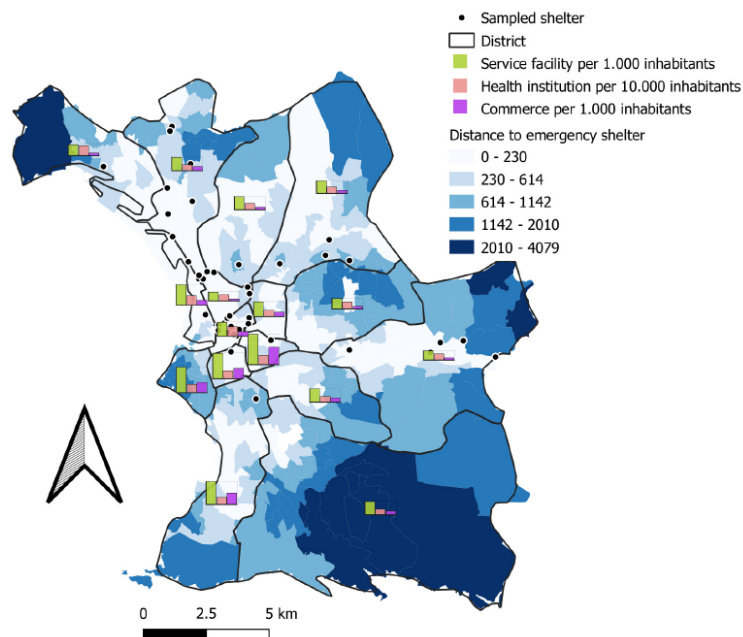 Sampled shelter
District
Service facility per 1.000 inhabitants
Health institution per 10.000 inhabitants
Commerce per 1.000 inhabitants
Distance to emergency shelter
0 - 230
230 - 614
614 - 1142
1142 - 2010
2010 - 4079
0 2.5 5 km